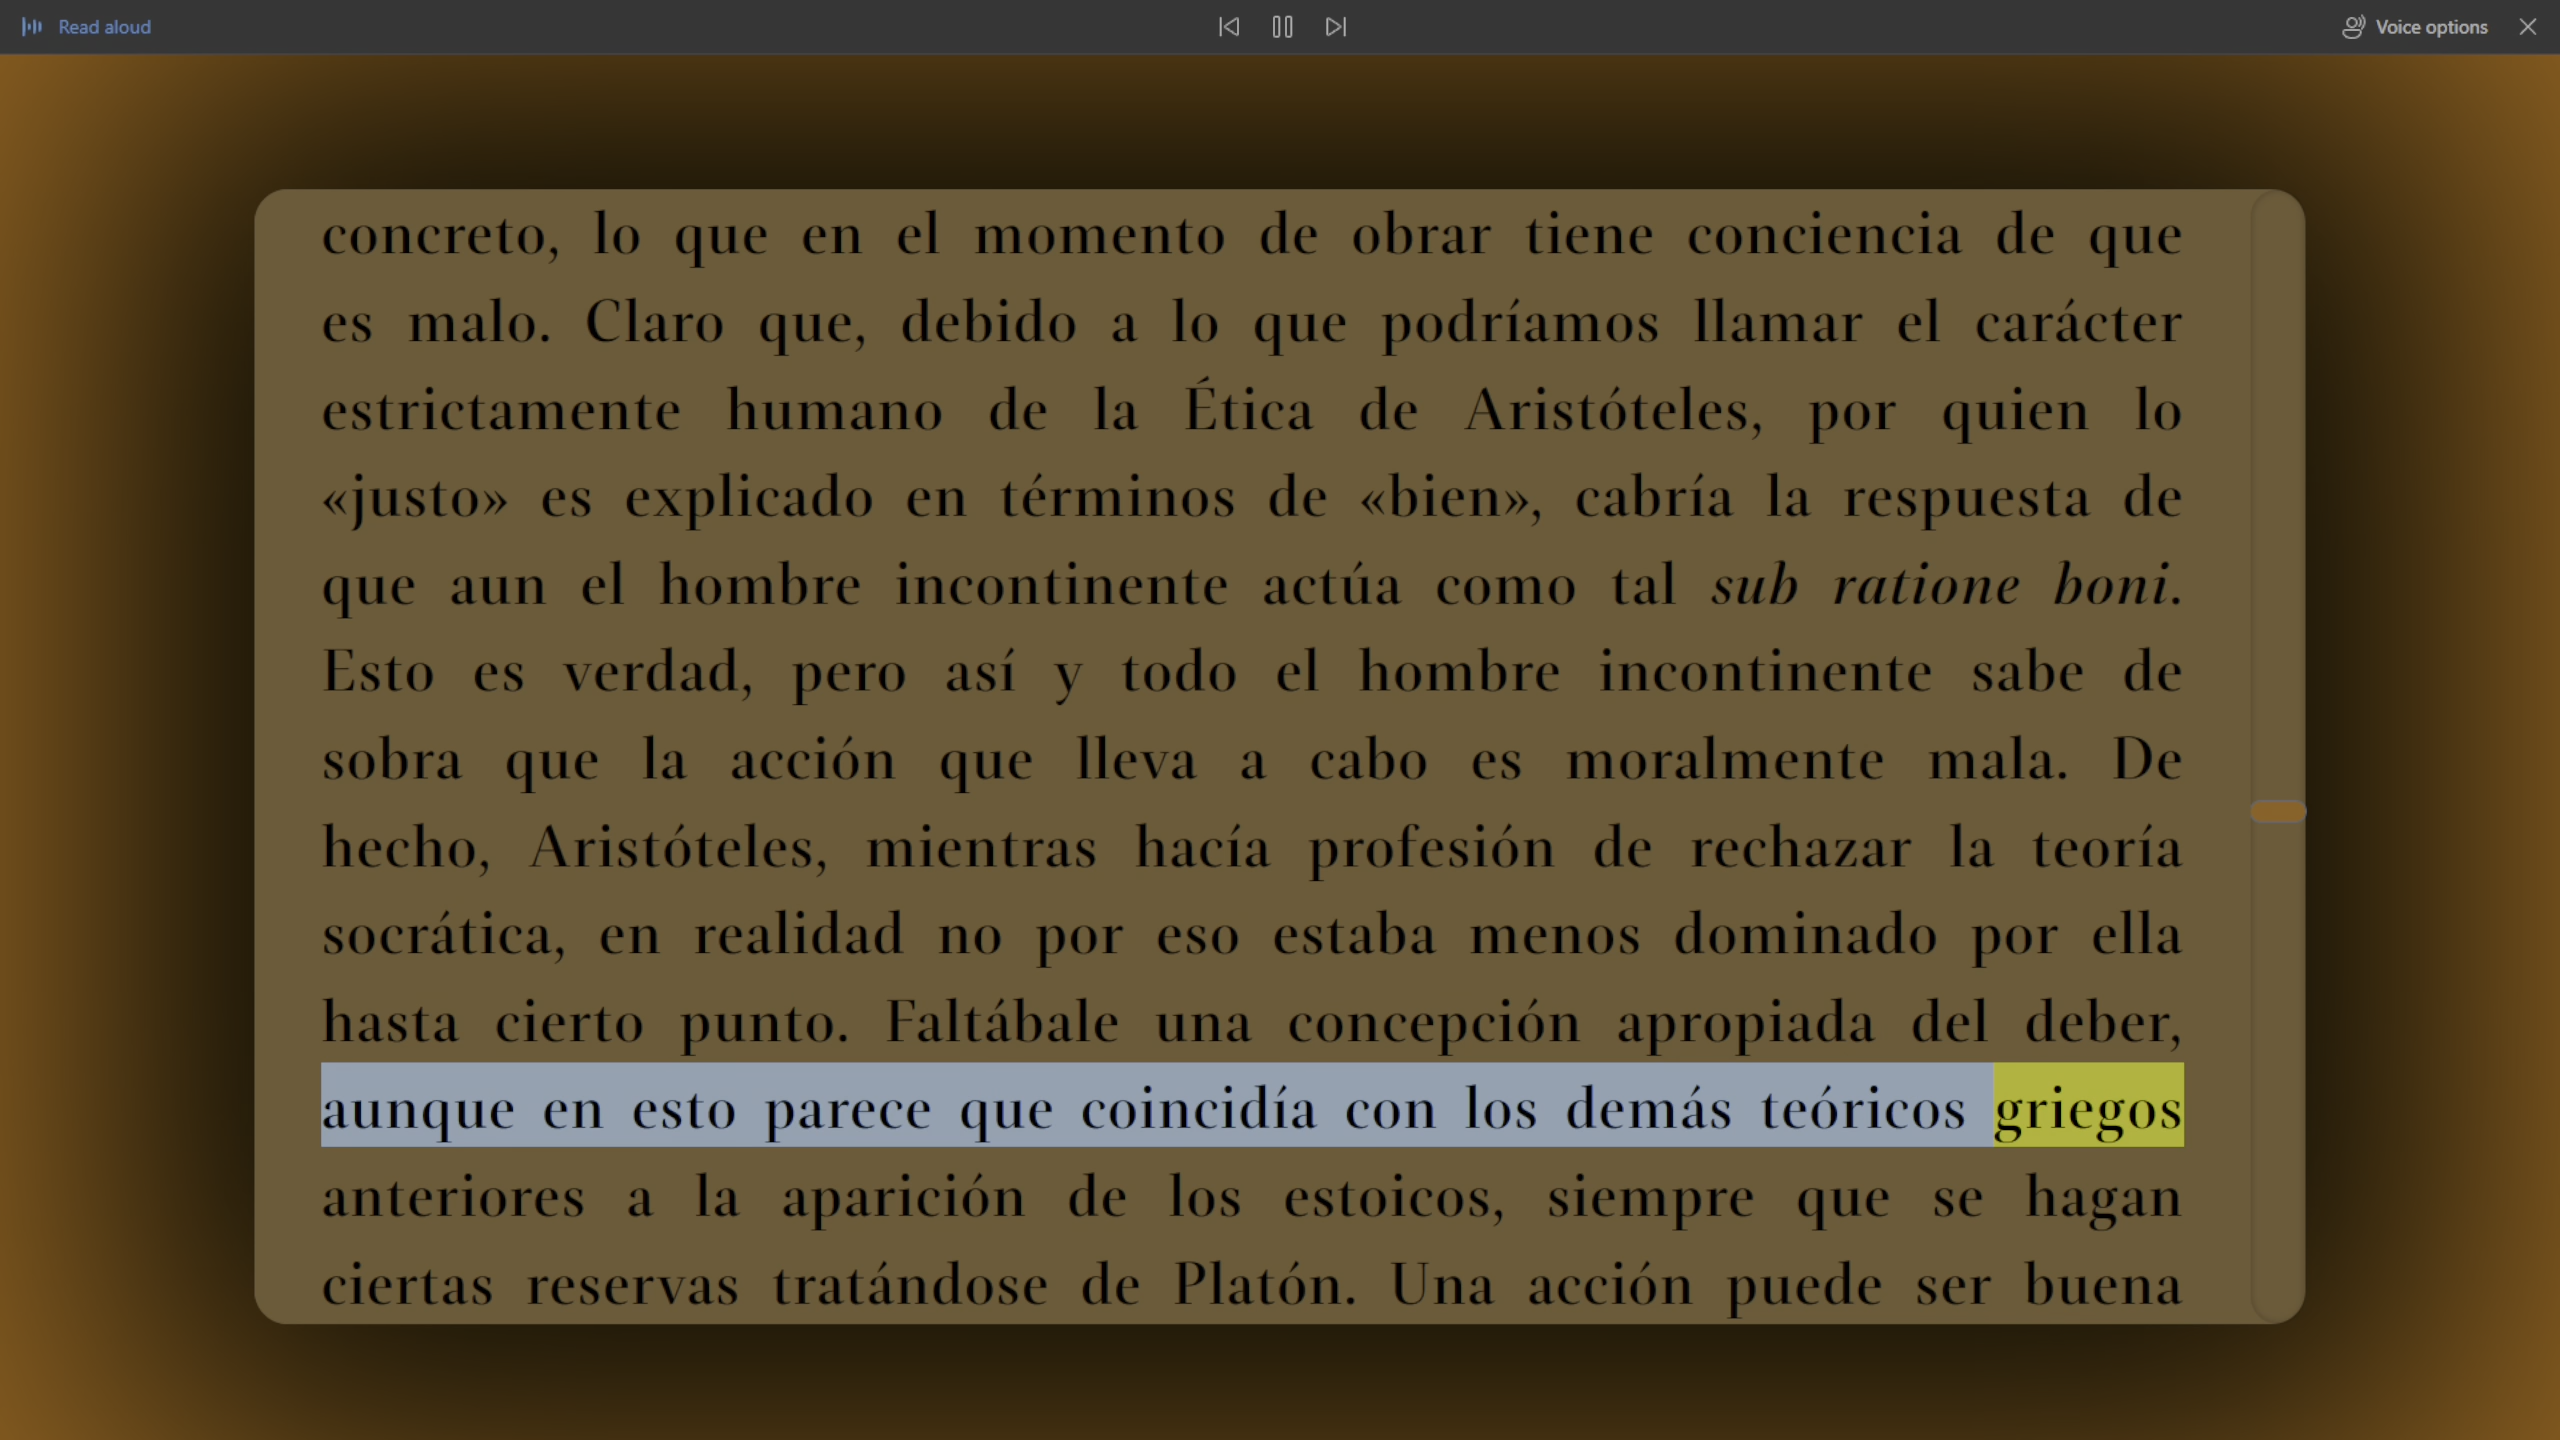 Read aloud
Voice options
concreto, lo que en el momento de obrar tiene conciencia de que
es malo. Claro que, debido a lo que podríamos llamar el carácter
estrictamente humano de la Ética de Aristóteles, por quien lo
«justo» es explicado en términos de «bien», cabría la respuesta de
que aun el hombre incontinente actúa como tal sub ratione boni.
Esto es verdad, pero así y todo el hombre incontinente sabe de
sobra que la acción que lleva a cabo es moralmente mala. De
hecho, Aristóteles, mientras hacía profesión de rechazar la teoría
socrática, en realidad no por eso estaba menos dominado por ella
hasta cierto punto. Faltábale una concepción apropiada del deber,
aunque en esto parece que coincidía con los demás teóricos griegos
anteriores a la aparición de los estoicos, siempre que se hagan
ciertas reservas tratándose de Platón. Una acción puede ser buena